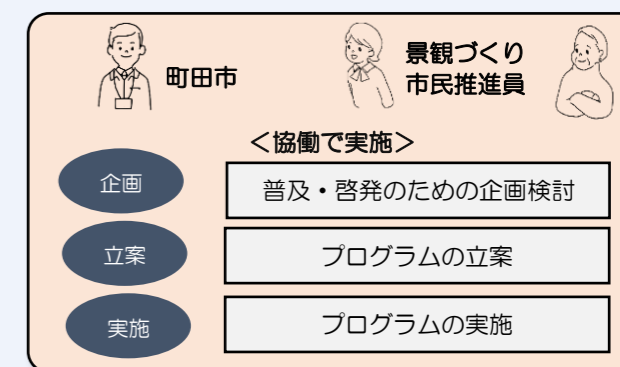 町田市
景観づくり
市民推進員
＜協働で実施＞
企画
普及・啓発のための企画検討
立案
プログラムの立案
実施
プログラムの実施